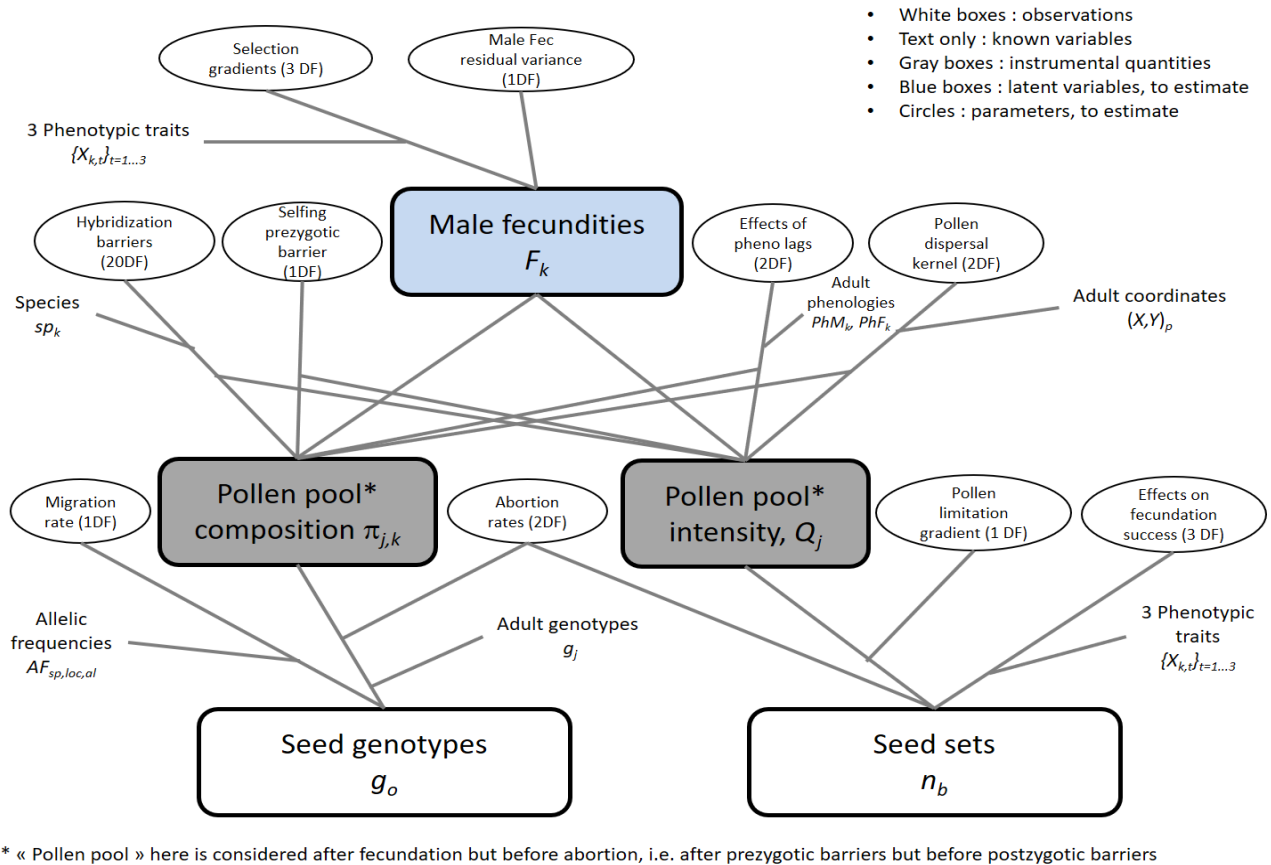 • White boxes : observations
• Text only : known variables
• Gray boxes : instrumental quantities
• Blue boxes : latent variables, to estimate
• Circles : parameters, to estimate
Selection
gradients (3 DF)
Male Fec
residual variance
(1DF)
3 Phenotypic traits
{X_{k,t}}_{t=1...3}
Hybridization
barriers
(20DF)
Selfing
prezygotic
barrier
(1DF)
Male fecundities
F_k
Effects of
pheno lags
(2DF)
Pollen
dispersal
kernel (2DF)
Species
sp_k
Adult
phenologies
PhM_k, PhF_k
Adult coordinates
(X,Y)_p
Migration
rate (1DF)
Pollen pool*
composition π_{j,k}
Abortion
rates (2DF)
Pollen pool*
intensity, Q_j
Pollen
limitation
gradient (1 DF)
Effects on
fecundation
success (3 DF)
Allelic
frequencies
AF_{sp,loc,al}
Adult genotypes
g_j
3 Phenotypic
traits
{X_{k,t}}_{t=1...3}
Seed genotypes
g_o
Seed sets
n_b
* « Pollen pool » here is considered after fecundation but before abortion, i.e. after prezygotic barriers but before postzygotic barriers